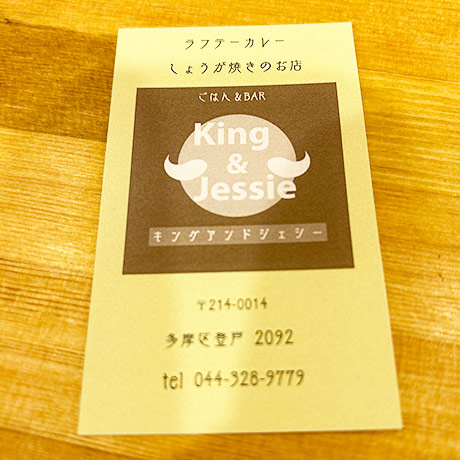 ラフテーカレー
しょうが焼きのお店
ごはん&BAR
King
&
Jessie
キングアンドジェシー
〒214-0014
多摩区登戸 2092
tel 044-328-9779